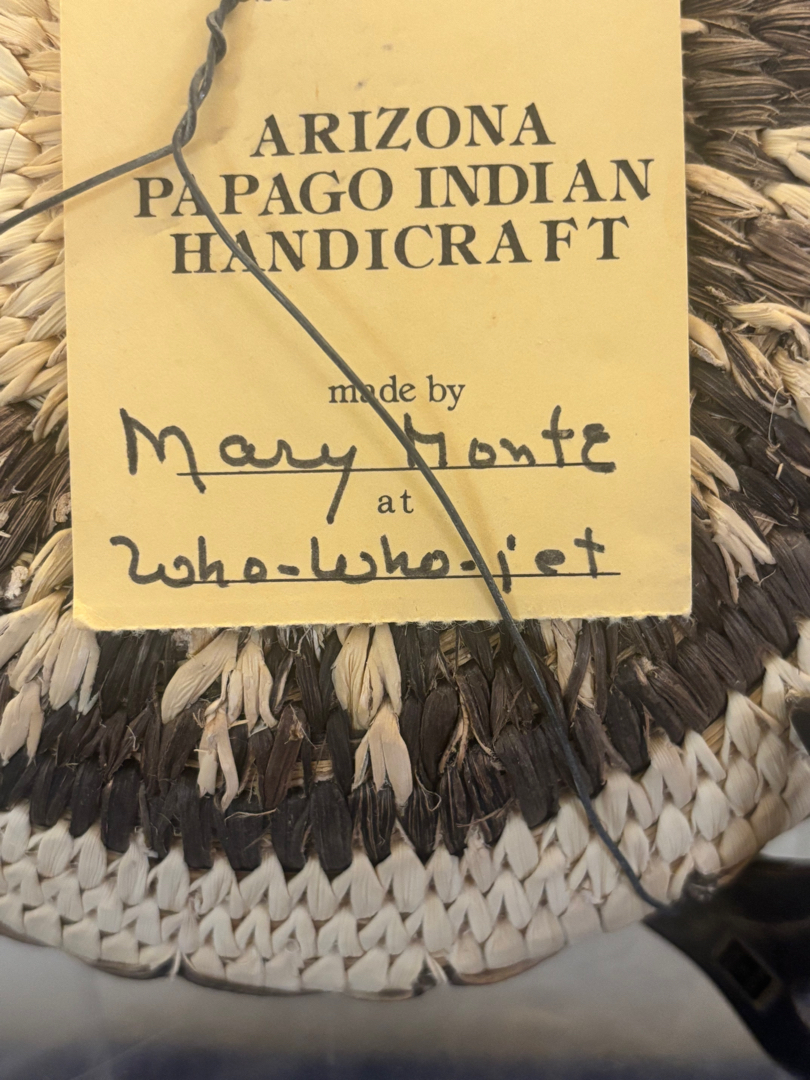 ARIZONA
PAPAGO INDIAN
HANDICRAFT
made by
Mary Monte
at
Who-Who-jet